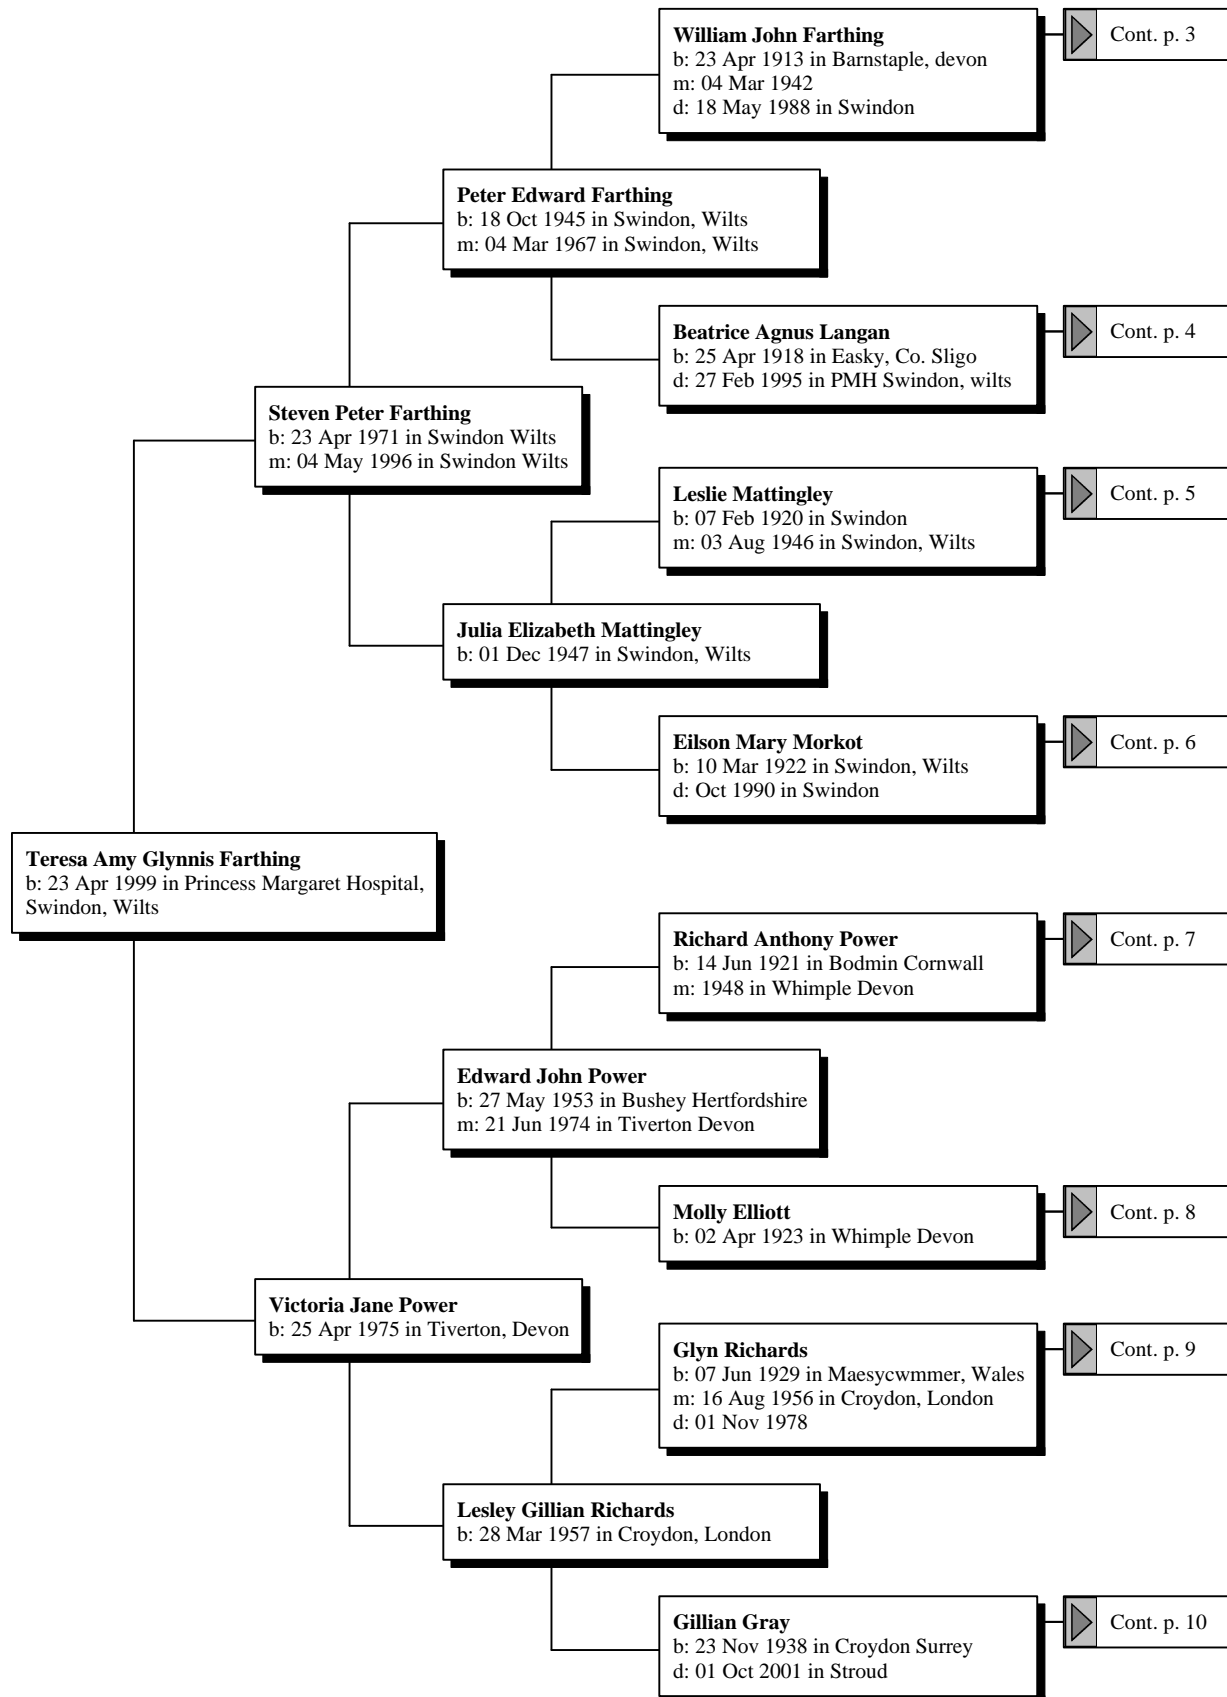 William John Farthing
b: 23 Apr 1913 in Barnstaple, devon
m: 04 Mar 1942
d: 18 May 1988 in Swindon
Cont. p. 3
Peter Edward Farthing
b: 18 Oct 1945 in Swindon, Wilts
m: 04 Mar 1967 in Swindon, Wilts
Beatrice Agnus Langan
b: 25 Apr 1918 in Easky, Co. Sligo
d: 27 Feb 1995 in PMH Swindon, wilts
Cont. p. 4
Steven Peter Farthing
b: 23 Apr 1971 in Swindon Wilts
m: 04 May 1996 in Swindon Wilts
Leslie Mattingley
b: 07 Feb 1920 in Swindon
m: 03 Aug 1946 in Swindon, Wilts
Cont. p. 5
Julia Elizabeth Mattingley
b: 01 Dec 1947 in Swindon, Wilts
Eilson Mary Morkot
b: 10 Mar 1922 in Swindon, Wilts
d: Oct 1990 in Swindon
Cont. p. 6
Teresa Amy Glynnis Farthing
b: 23 Apr 1999 in Princess Margaret Hospital,
Swindon, Wilts
Richard Anthony Power
b: 14 Jun 1921 in Bodmin Cornwall
m: 1948 in Whimple Devon
Cont. p. 7
Edward John Power
b: 27 May 1953 in Bushey Hertfordshire
m: 21 Jun 1974 in Tiverton Devon
Molly Elliott
b: 02 Apr 1923 in Whimple Devon
Cont. p. 8
Victoria Jane Power
b: 25 Apr 1975 in Tiverton, Devon
Glyn Richards
b: 07 Jun 1929 in Maesycwmmer, Wales
m: 16 Aug 1956 in Croydon, London
d: 01 Nov 1978
Cont. p. 9
Lesley Gillian Richards
b: 28 Mar 1957 in Croydon, London
Gillian Gray
b: 23 Nov 1938 in Croydon Surrey
d: 01 Oct 2001 in Stroud
Cont. p. 10